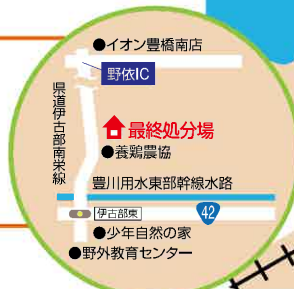 ●イオン豊橋南店
野依IC
県道伊古部南栄線
最終処分場
●養鶏農協
豊川用水東部幹線水路
伊古部東
42
●少年自然の家
●野外教育センター